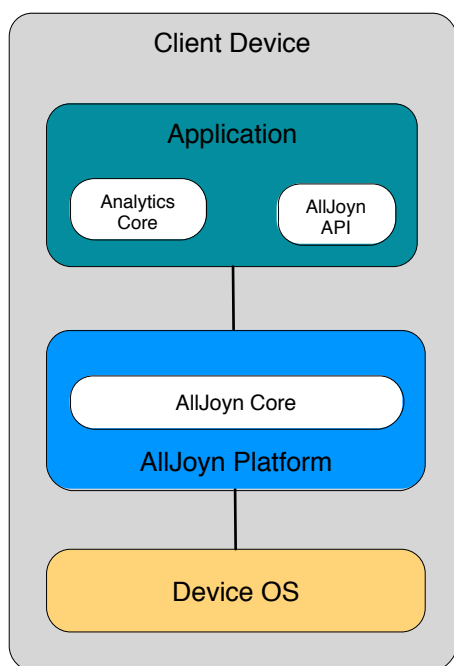 Client Device
Application
Analytics
Core
AllJoyn
API
AllJoyn Core
AllJoyn Platform
Device OS